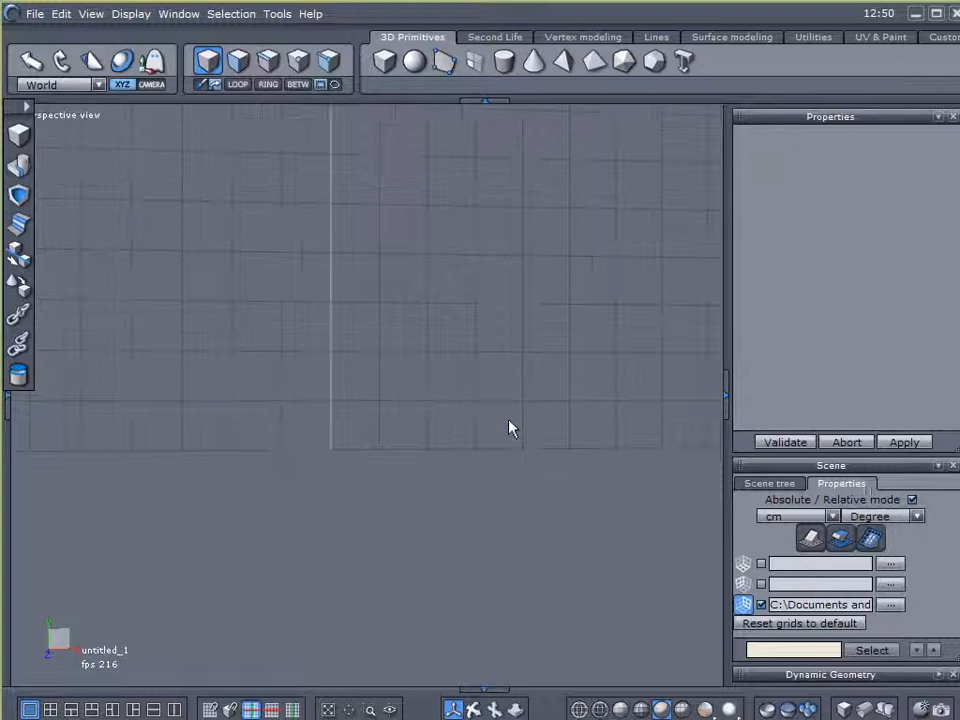 File Edit View Display Window Selection Tools Help 12:50
3D Primitives Second Life Vertex modeling Lines Surface modeling Utilities UV & Paint Custo
World XYZ CAMERA LOOP RING BETW
spective view Properties
Validate Abort Apply
Scene
Scene tree Properties
Absolute / Relative mode
cm Degree
...
...
C:\Documents and ...
Reset grids to default
Select
Dynamic Geometry
Y
X
Z
untitled_1
fps 216